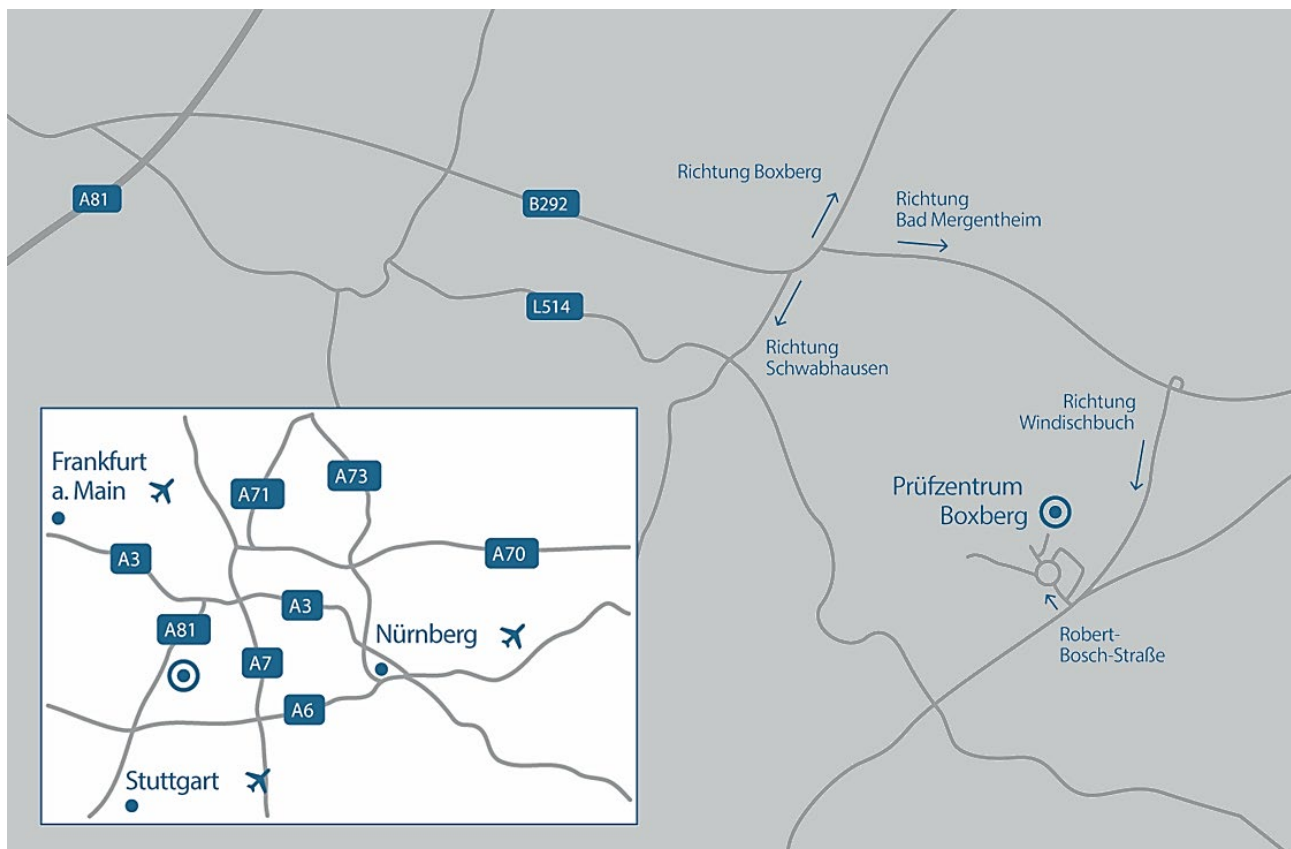 A81
B292
L514
Richtung Boxberg
Richtung
Bad Mergentheim
Richtung
Schwabhausen
Richtung
Windischbuch
Prüfzentrum
Boxberg
Robert-
Bosch-Straße
Frankfurt
a. Main
A71
A73
A3
A70
A81
A3
A7
Nürnberg
A6
Stuttgart